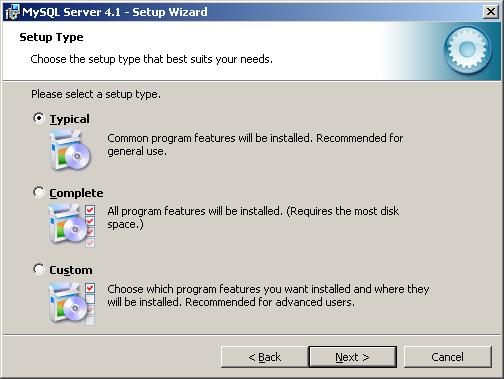 MySQL Server 4.1 - Setup Wizard
Setup Type
Choose the setup type that best suits your needs.
Please select a setup type.
Typical
Common program features will be installed. Recommended for
general use.
Complete
All program features will be installed. (Requires the most disk
space.)
Custom
Choose which program features you want installed and where they
will be installed. Recommended for advanced users.
< Back
Next >
Cancel